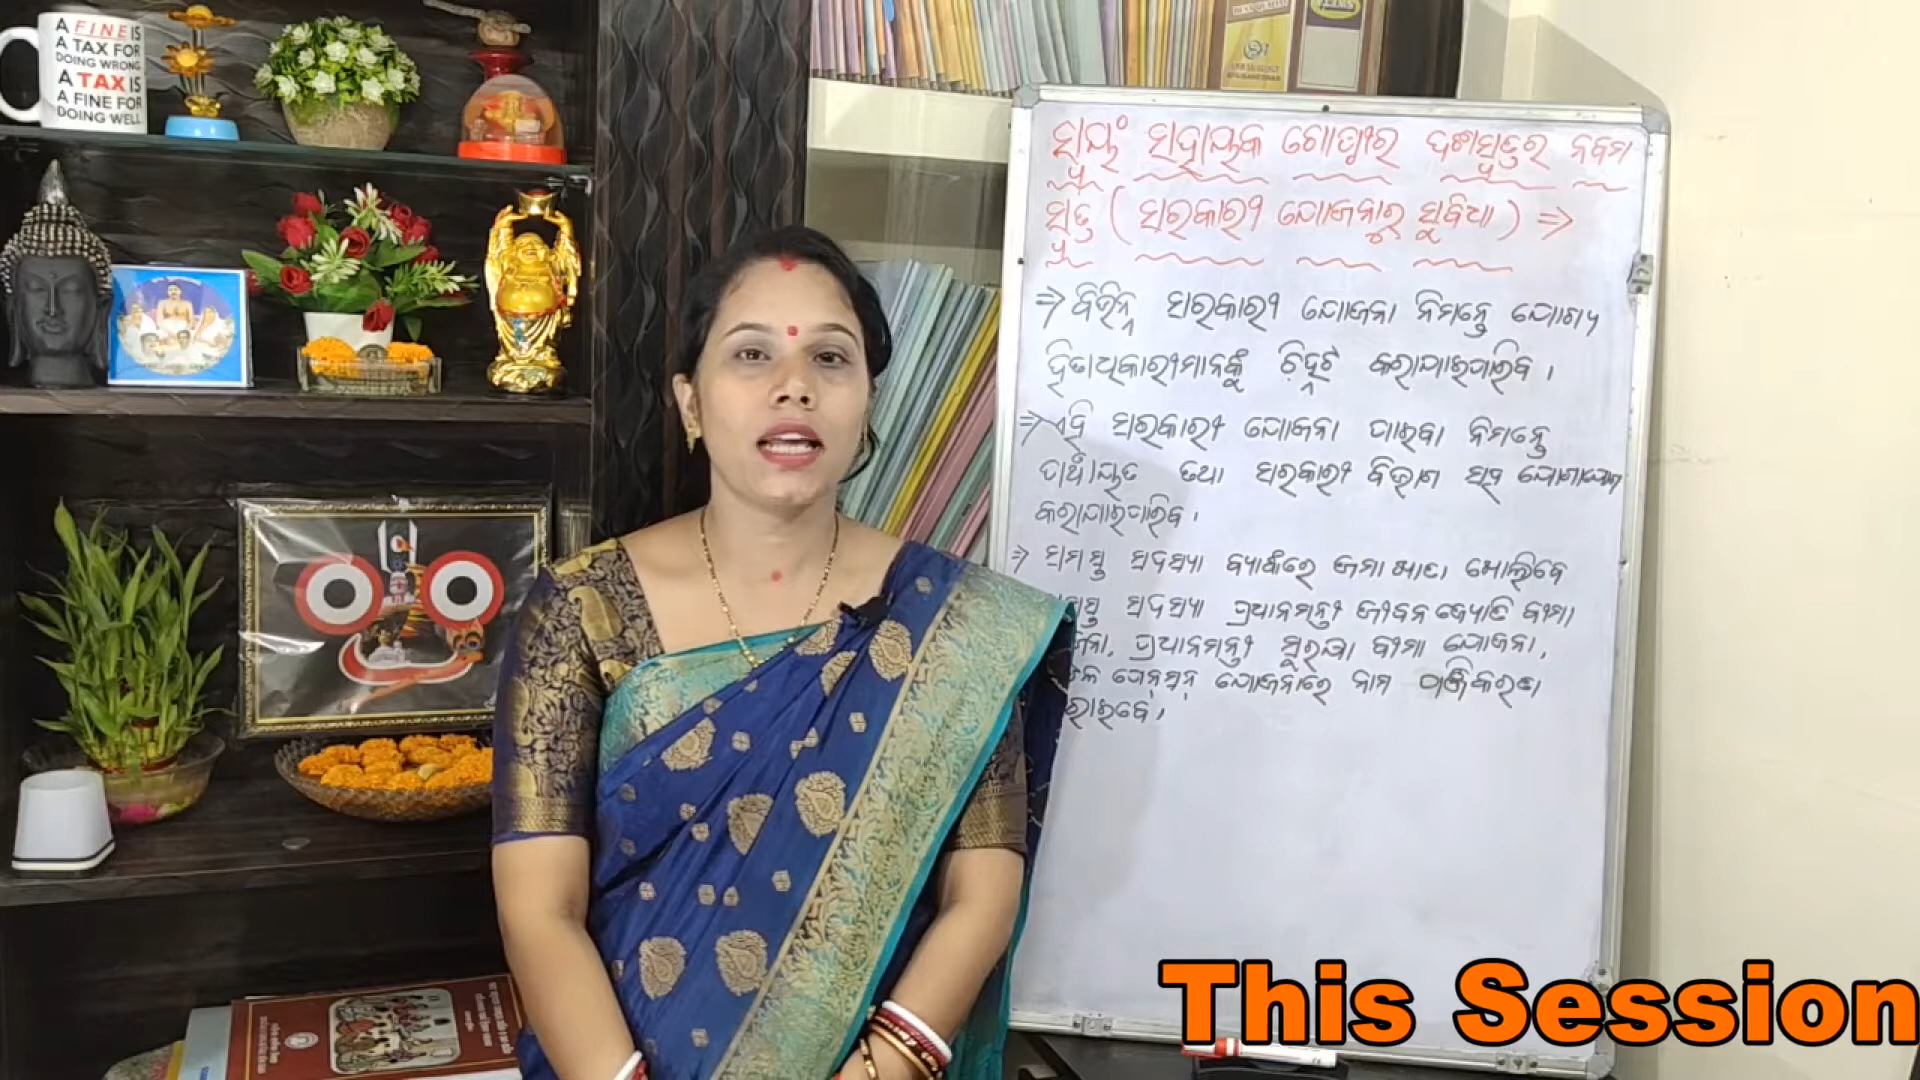 A FINE IS
A TAX FOR
DOING WRONG
A TAX IS
A FINE FOR
DOING WELL
ସ୍ବୟଂ ସହାୟକ ଗୋଷ୍ଠୀର ଦଶସୂତ୍ରର ନବମ
ସୂତ୍ର ( ସରକାରୀ ଯୋଜନାରୁ ସୁବିଧା ) ⇒
⇒ ବିଭିନ୍ନ ସରକାରୀ ଯୋଜନା ନିମନ୍ତେ ଯୋଗ୍ୟ
ହିତାଧିକାରୀମାନଙ୍କୁ ଚିହ୍ନଟ କରାଯାଇପାରିବ ।
⇒ ଏହି ସରକାରୀ ଯୋଜନା ପାଇବା ନିମନ୍ତେ
ପଞ୍ଚାୟତ ତଥା ସରକାରୀ ବିଭାଗ ସହ ଯୋଗାଯୋଗ
କରାଯାଇପାରିବ ।
⇒ ସମସ୍ତ ସଦସ୍ୟା ବ୍ୟାଙ୍କରେ ଜମା ଖାତା ଖୋଲିବେ
ସଦସ୍ୟା ପ୍ରଧାନମନ୍ତ୍ରୀ ଜୀବନ ଜ୍ୟୋତି ବୀମା
ପ୍ରଧାନମନ୍ତ୍ରୀ ସୁରକ୍ଷା ବୀମା ଯୋଜନା,
ପେନ୍‌ସନ୍ ଯୋଜନାରେ ନାମ ପଞ୍ଜିକରଣ
This Session